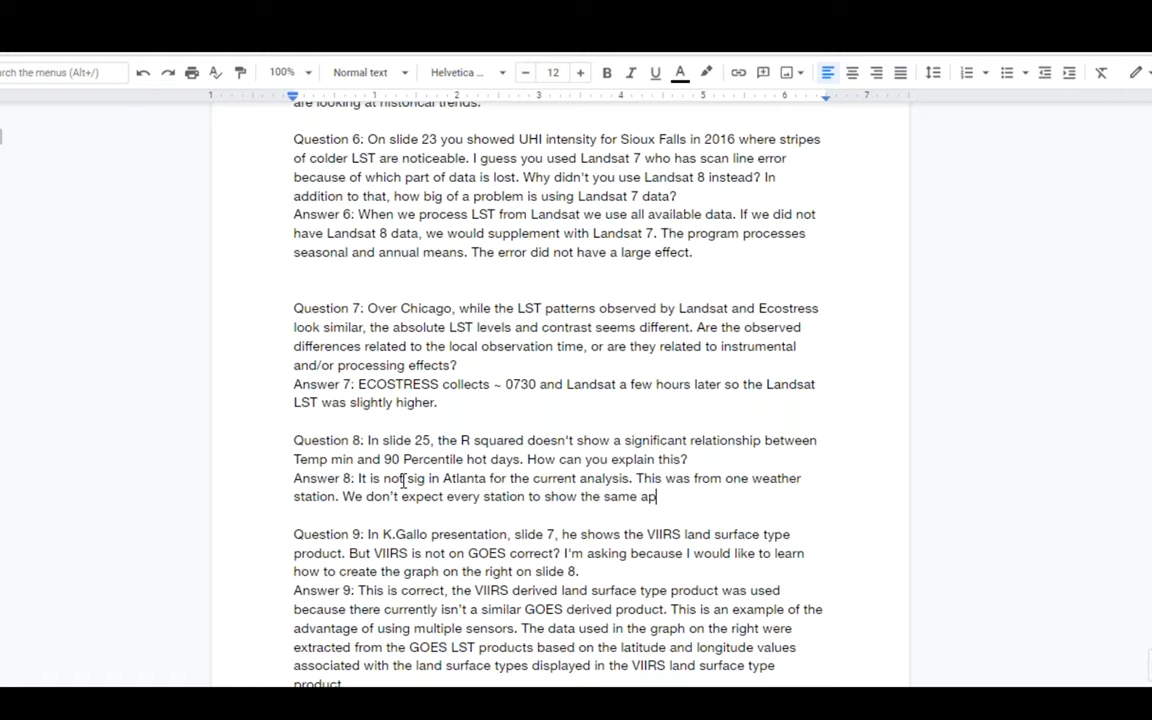 rch the menus (Alt+/)
100%
Normal text
Helvetica ...
12
B I U A
1 1 2 3 4 5 6 7
are looking at historical trends.
Question 6: On slide 23 you showed UHI intensity for Sioux Falls in 2016 where stripes
of colder LST are noticeable. I guess you used Landsat 7 who has scan line error
because of which part of data is lost. Why didn't you use Landsat 8 instead? In
addition to that, how big of a problem is using Landsat 7 data?
Answer 6: When we process LST from Landsat we use all available data. If we did not
have Landsat 8 data, we would supplement with Landsat 7. The program processes
seasonal and annual means. The error did not have a large effect.
Question 7: Over Chicago, while the LST patterns observed by Landsat and Ecostress
look similar, the absolute LST levels and contrast seems different. Are the observed
differences related to the local observation time, or are they related to instrumental
and/or processing effects?
Answer 7: ECOSTRESS collects ~ 0730 and Landsat a few hours later so the Landsat
LST was slightly higher.
Question 8: In slide 25, the R squared doesn't show a significant relationship between
Temp min and 90 Percentile hot days. How can you explain this?
Answer 8: It is not sig in Atlanta for the current analysis. This was from one weather
station. We don't expect every station to show the same ap
Question 9: In K.Gallo presentation, slide 7, he shows the VIIRS land surface type
product. But VIIRS is not on GOES correct? I'm asking because I would like to learn
how to create the graph on the right on slide 8.
Answer 9: This is correct, the VIIRS derived land surface type product was used
because there currently isn't a similar GOES derived product. This is an example of the
advantage of using multiple sensors. The data used in the graph on the right were
extracted from the GOES LST products based on the latitude and longitude values
associated with the land surface types displayed in the VIIRS land surface type
product.